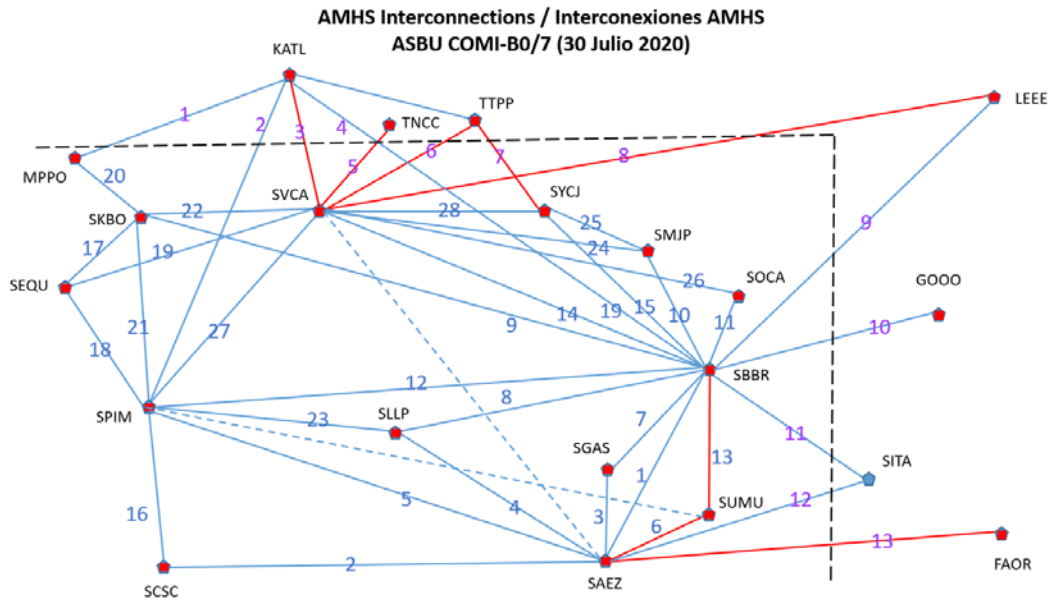 AMHS Interconnections / Interconexiones AMHS
ASBU COMI-B0/7 (30 Julio 2020)
KATL
TTPP
LEEE
TNCC
1
2
3
4
5
6
7
8
MPPO
20
SVCA
SYCJ
SKBO
22
28
25
9
17
19
24
SMJP
SEQU
26
SOCA
GOOO
21
27
9
14
19
15
10
11
10
18
SBBR
12
SPIM
23
SLLP
8
7
11
SGAS
SITA
13
1
5
4
3
6
SUMU
12
16
2
13
SCSC
SAEZ
FAOR